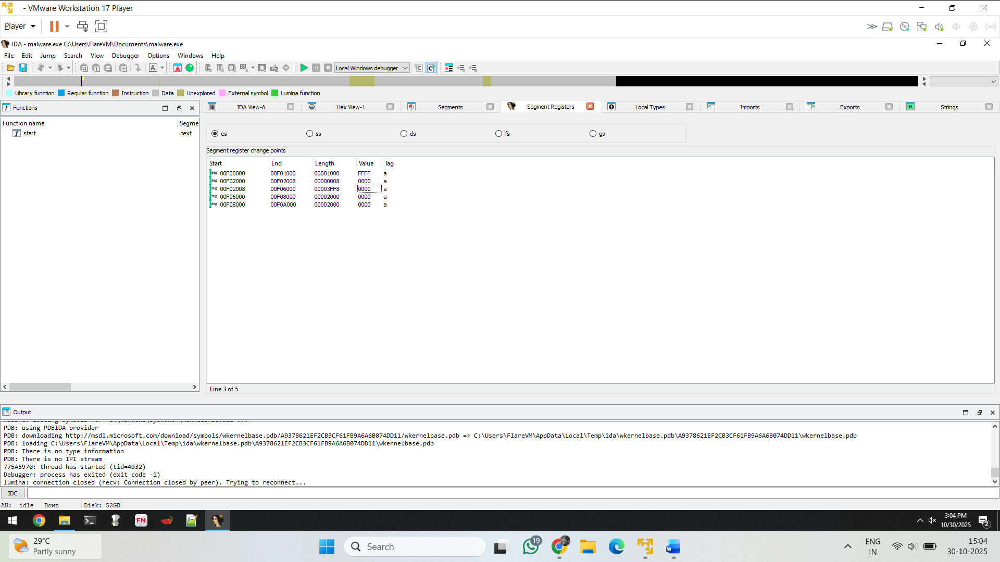 - VMware Workstation 17 Player
Player
IDA - malware.exe C:\Users\FlareVM\Documents\malware.exe
File Edit Jump Search View Debugger Options Windows Help
A Local Windows debugger
Library function Regular function Instruction Data Unexplored External symbol Lumina function
Functions
IDA View-A Hex View-1 Segments Segment Registers Local Types Imports Exports Strings
Function name Segme
start .text
es ss ds fs gs
Segment register change points
Start End Length Value Tag
seg 00F00000 00F01000 00001000 FFFF a
seg 00F02000 00F02008 00000008 0000 a
seg 00F02008 00F06000 00003FF8 0000 a
seg 00F06000 00F08000 00002000 0000 a
seg 00F08000 00F0A000 00002000 0000 a
Line 3 of 5
Output
PDB: using PDBIDA provider
PDB: downloading http://msdl.microsoft.com/download/symbols/wkernelbase.pdb/A9378621EF2CB3CF61FB9A6A6B074DD11/wkernelbase.pdb => C:\Users\FlareVM\AppData\Local\Temp\ida\wkernelbase.pdb\A9378621EF2CB3CF61FB9A6A6B074DD11\wkernelbase.pdb
PDB: loading C:\Users\FlareVM\AppData\Local\Temp\ida\wkernelbase.pdb\A9378621EF2CB3CF61FB9A6A6B074DD11\wkernelbase.pdb
PDB: There is no type information
PDB: There is no IPI stream
775A5970: thread has started (tid=4932)
Debugger: process has exited (exit code -1)
lumina: connection closed (recv: Connection closed by peer). Trying to reconnect...
IDC
AU: idle Down Disk: 52GB
FN
3:04 PM
10/30/2025
2
29°C
Partly sunny
Search
19
ENG
IN
15:04
30-10-2025